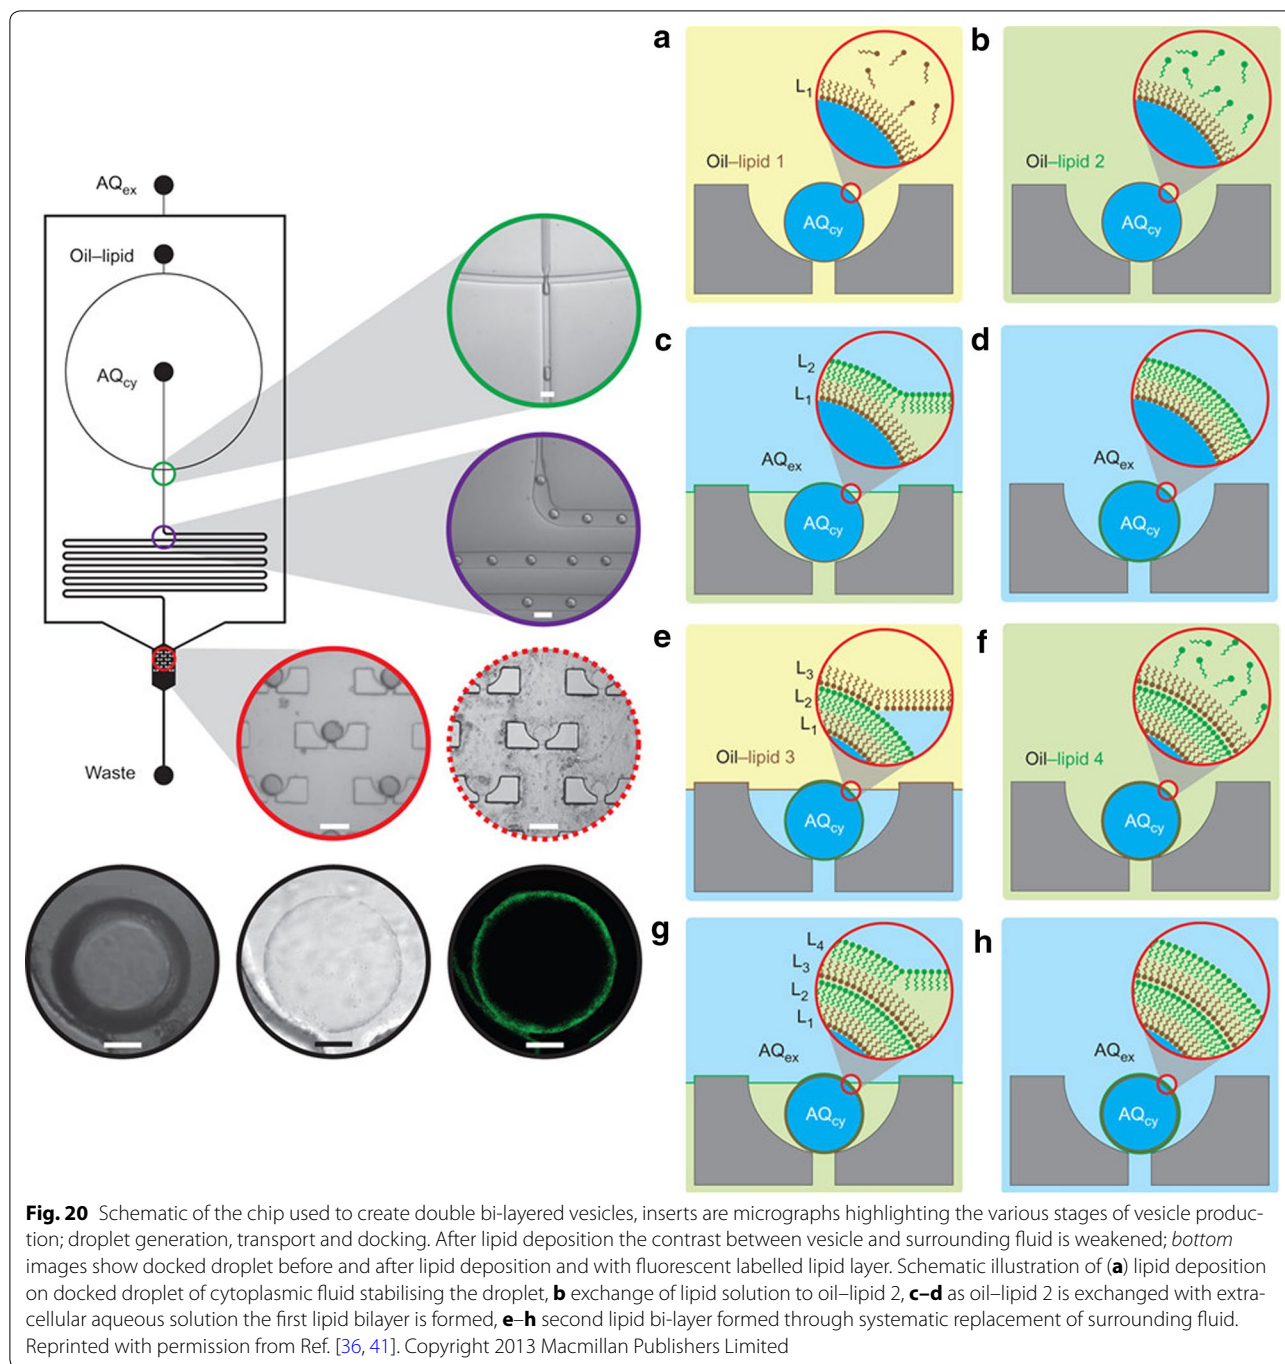 AQex
Oil–lipid
AQcy
Waste
a
L1
Oil–lipid 1
AQcy
b
Oil–lipid 2
AQcy
c
L2
L1
AQex
AQcy
d
AQex
AQcy
e
L3
L2
L1
Oil–lipid 3
AQcy
f
Oil–lipid 4
AQcy
g
L4
L3
L2
L1
AQex
AQcy
h
AQex
AQcy
Fig. 20 Schematic of the chip used to create double bi-layered vesicles, inserts are micrographs highlighting the various stages of vesicle produc-
tion; droplet generation, transport and docking. After lipid deposition the contrast between vesicle and surrounding fluid is weakened; bottom
images show docked droplet before and after lipid deposition and with fluorescent labelled lipid layer. Schematic illustration of (a) lipid deposition
on docked droplet of cytoplasmic fluid stabilising the droplet, b exchange of lipid solution to oil–lipid 2, c–d as oil–lipid 2 is exchanged with extra-
cellular aqueous solution the first lipid bilayer is formed, e–h second lipid bi-layer formed through systematic replacement of surrounding fluid.
Reprinted with permission from Ref. [36, 41]. Copyright 2013 Macmillan Publishers Limited